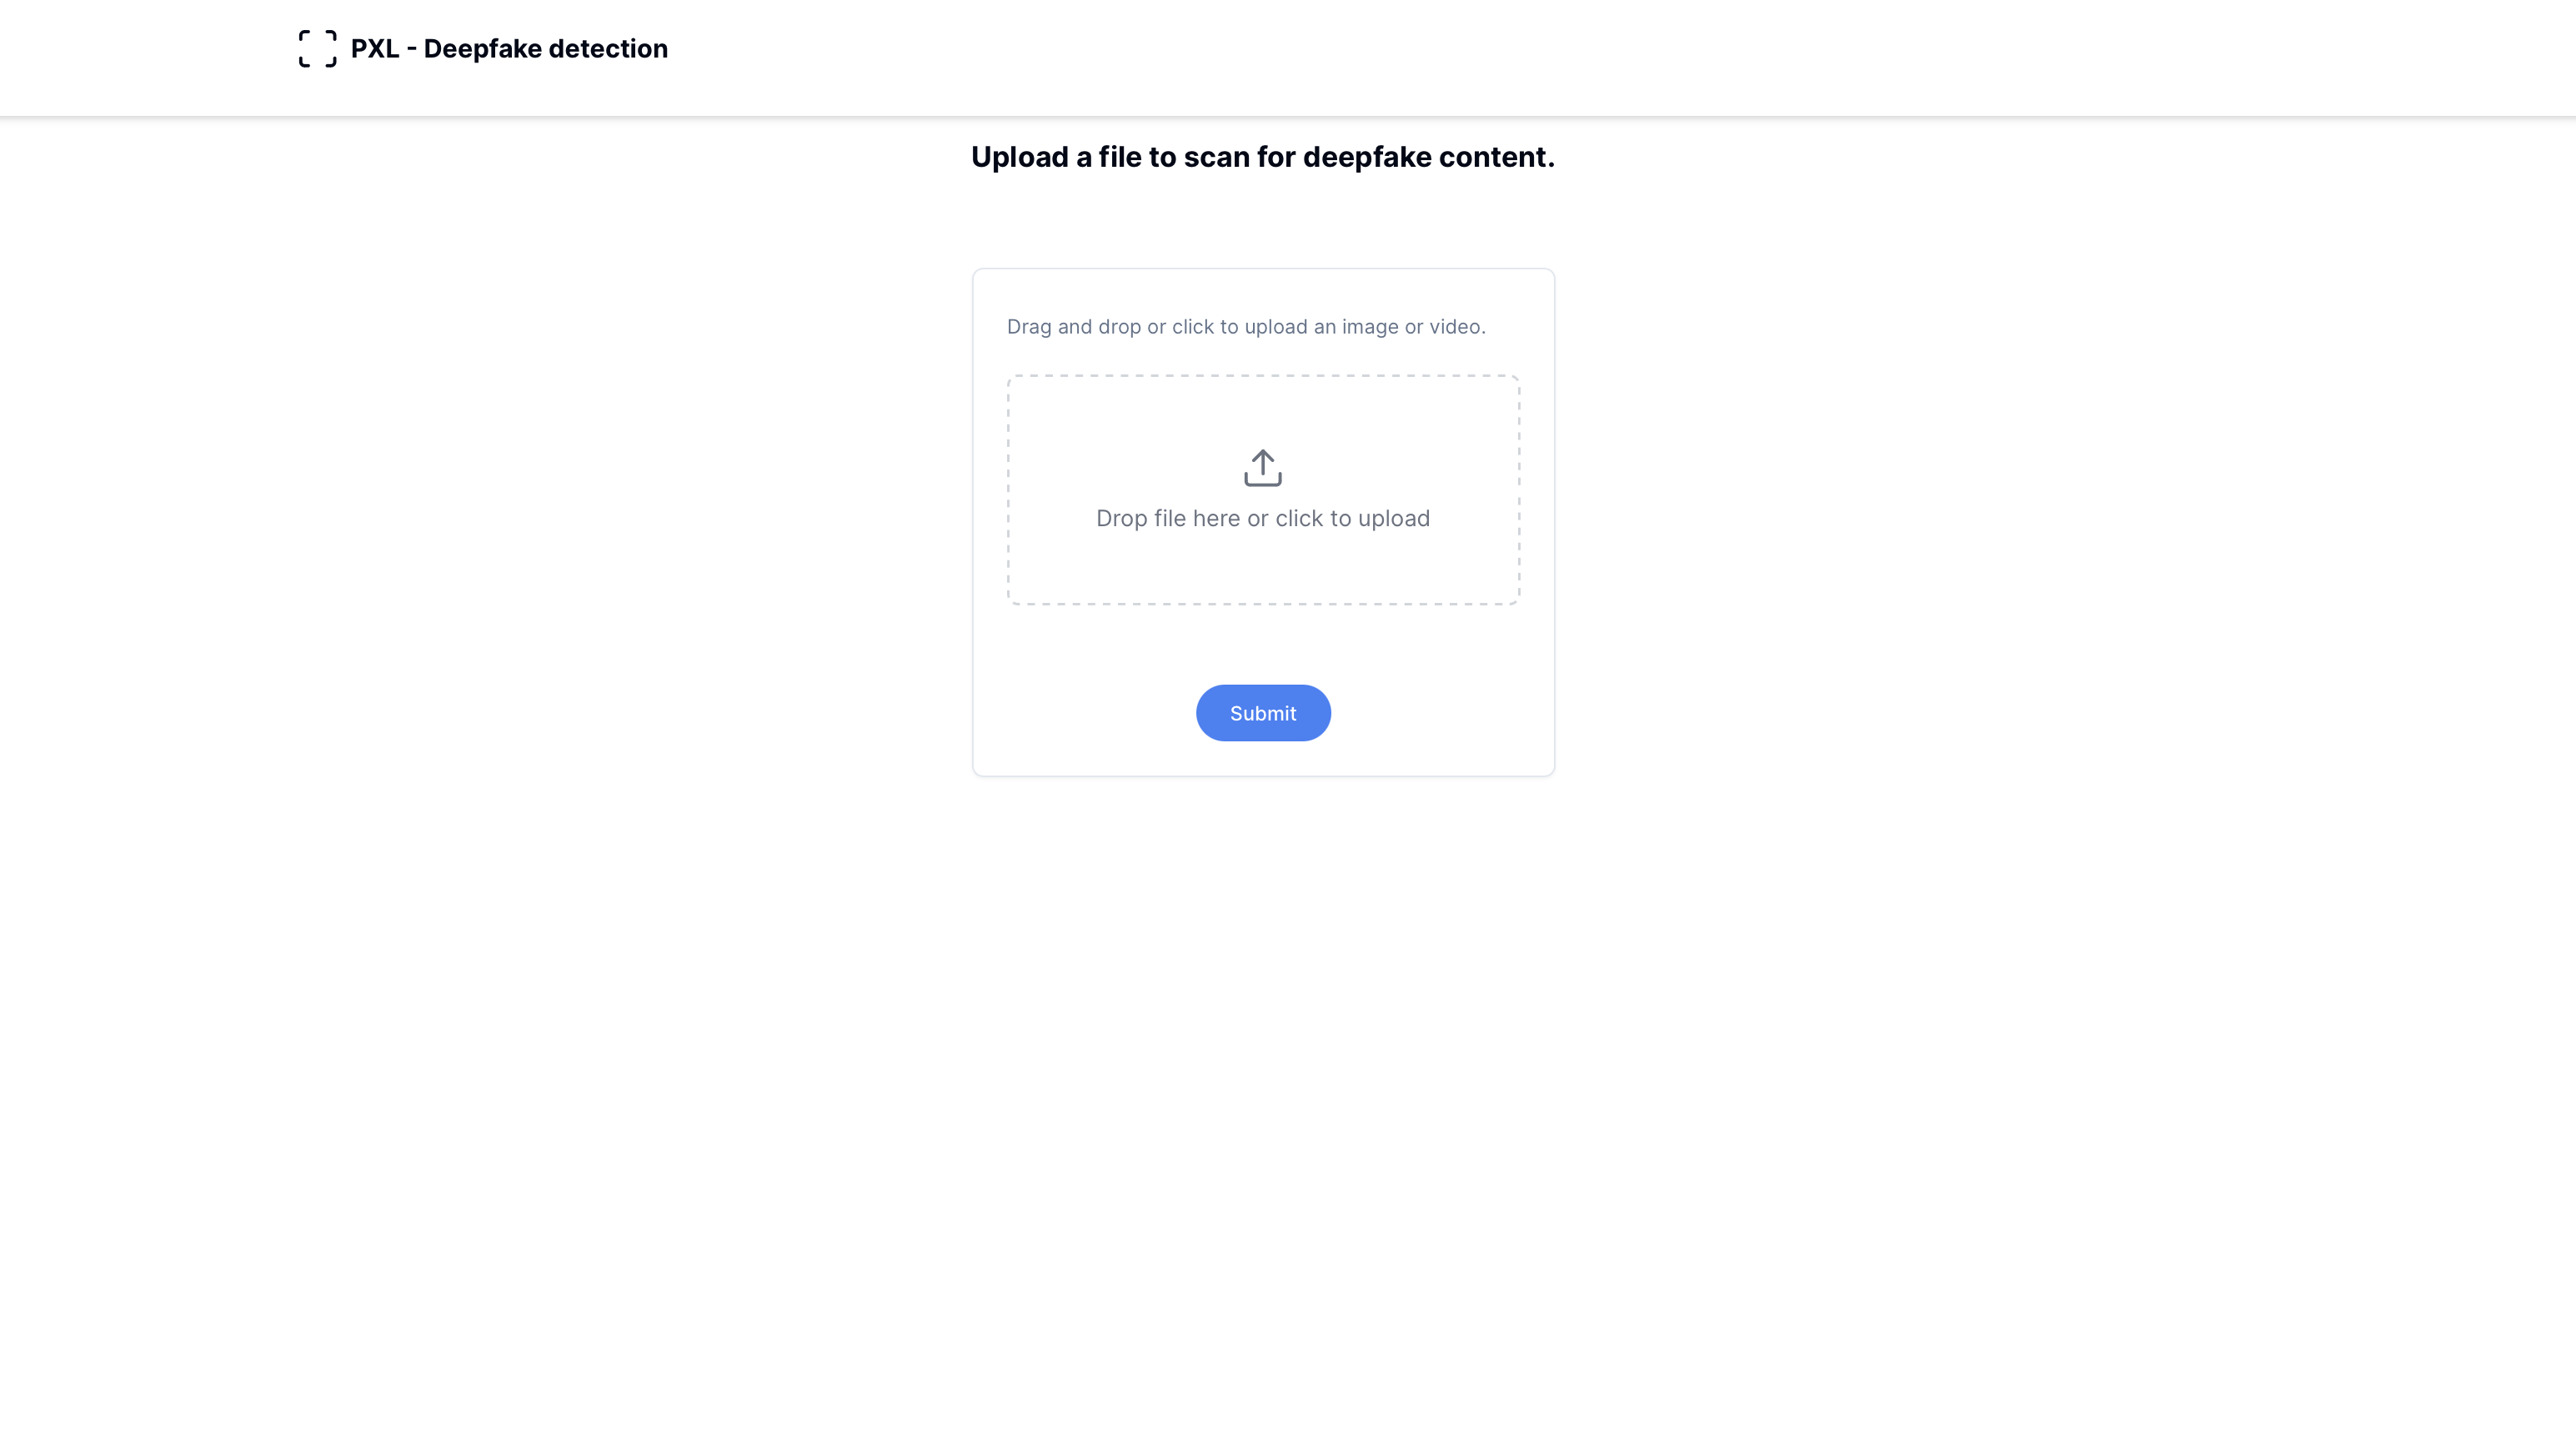 PXL - Deepfake detection
Upload a file to scan for deepfake content.
Drag and drop or click to upload an image or video.
Drop file here or click to upload
Submit